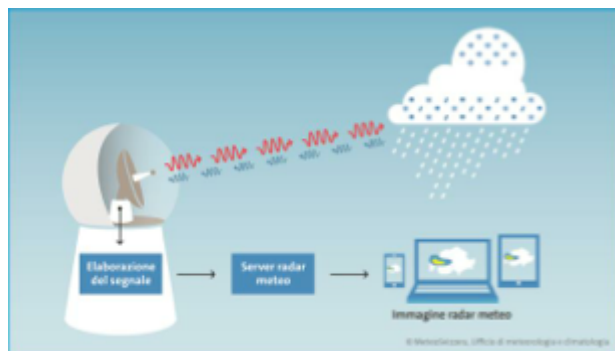 Elaborazione
del segnale
Server radar
meteo
Immagine radar meteo
© MeteoSvizzera, Ufficio di meteorologia e climatologia